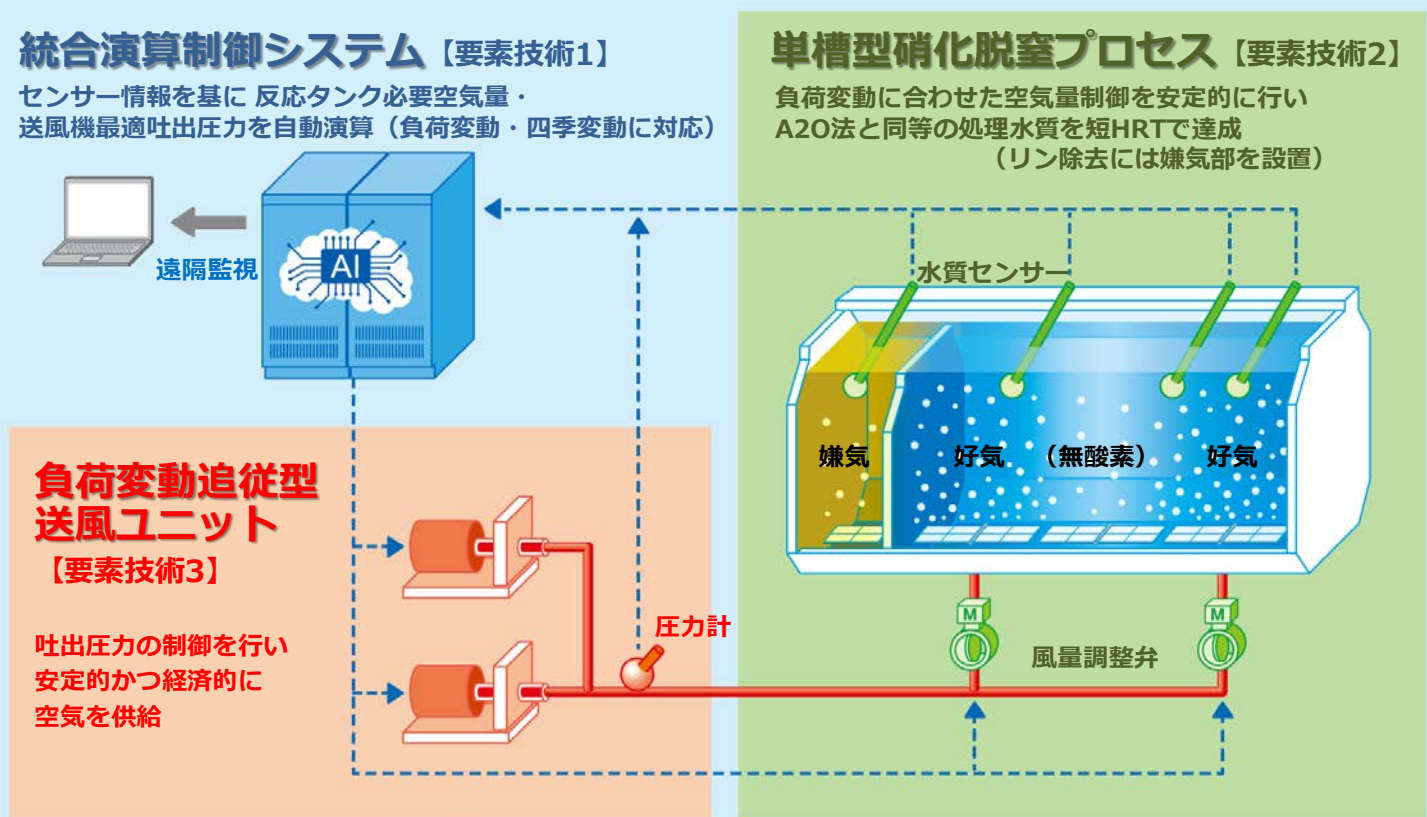 統合演算制御システム【要素技術1】
センサー情報を基に 反応タンク必要空気量・
送風機最適吐出圧力を自動演算（負荷変動・四季変動に対応）
遠隔監視
AI
単槽型硝化脱窒プロセス【要素技術2】
負荷変動に合わせた空気量制御を安定的に行い
A2O法と同等の処理水質を短HRTで達成
（リン除去には嫌気部を設置）
水質センサー
嫌気
好気
（無酸素）
好気
M
M
風量調整弁
負荷変動追従型
送風ユニット
【要素技術3】
吐出圧力の制御を行い
安定的かつ経済的に
空気を供給
圧力計